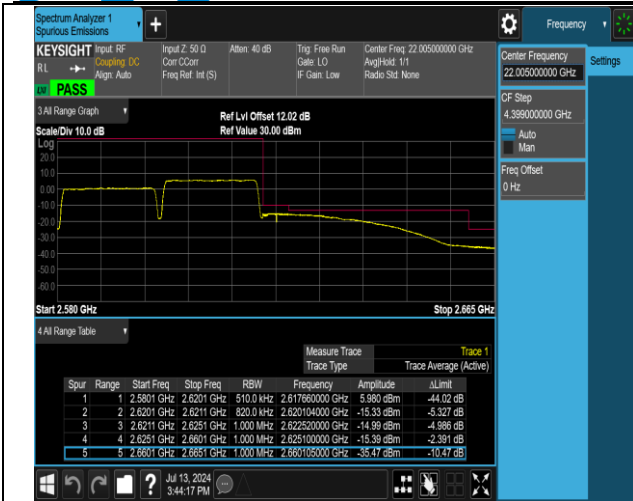 Spectrum Analyzer 1
Spurious Emissions
Frequency
KEYSIGHT
Input: RF
Input Z: 50 Ω
Atten: 40 dB
Trig: Free Run
Center Freq: 22.005000000 GHz
RL
Coupling: DC
Corr CCorr
Gate: LO
Avg|Hold: 1/1
Align: Auto
Freq Ref: Int (S)
IF Gain: Low
Radio Std: None
PASS
Center Frequency
22.005000000 GHz
Settings
CF Step
4.399000000 GHz
Auto
Man
Freq Offset
0 Hz
3 All Range Graph
Ref Lvl Offset 12.02 dB
Scale/Div 10.0 dB
Ref Value 30.00 dBm
Log
20.0
10.0
0.00
-10.0
-20.0
-30.0
-40.0
-50.0
-60.0
Start 2.580 GHz
Stop 2.665 GHz
4 All Range Table
Measure Trace Trace 1
Trace Type Trace Average (Active)
Spur Range Start Freq Stop Freq RBW Frequency Amplitude ΔLimit
1 1 2.5801 GHz 2.6201 GHz 510.0 kHz 2.617660000 GHz 5.980 dBm -44.02 dB
2 2 2.6201 GHz 2.6211 GHz 820.0 kHz 2.620104000 GHz -15.33 dBm -5.327 dB
3 3 2.6211 GHz 2.6251 GHz 1.000 MHz 2.622520000 GHz -14.99 dBm -4.986 dB
4 4 2.6251 GHz 2.6601 GHz 1.000 MHz 2.625100000 GHz -15.39 dBm -2.391 dB
5 5 2.6601 GHz 2.6651 GHz 1.000 MHz 2.660105000 GHz -35.47 dBm -10.47 dB
Jul 13, 2024
3:44:17 PM